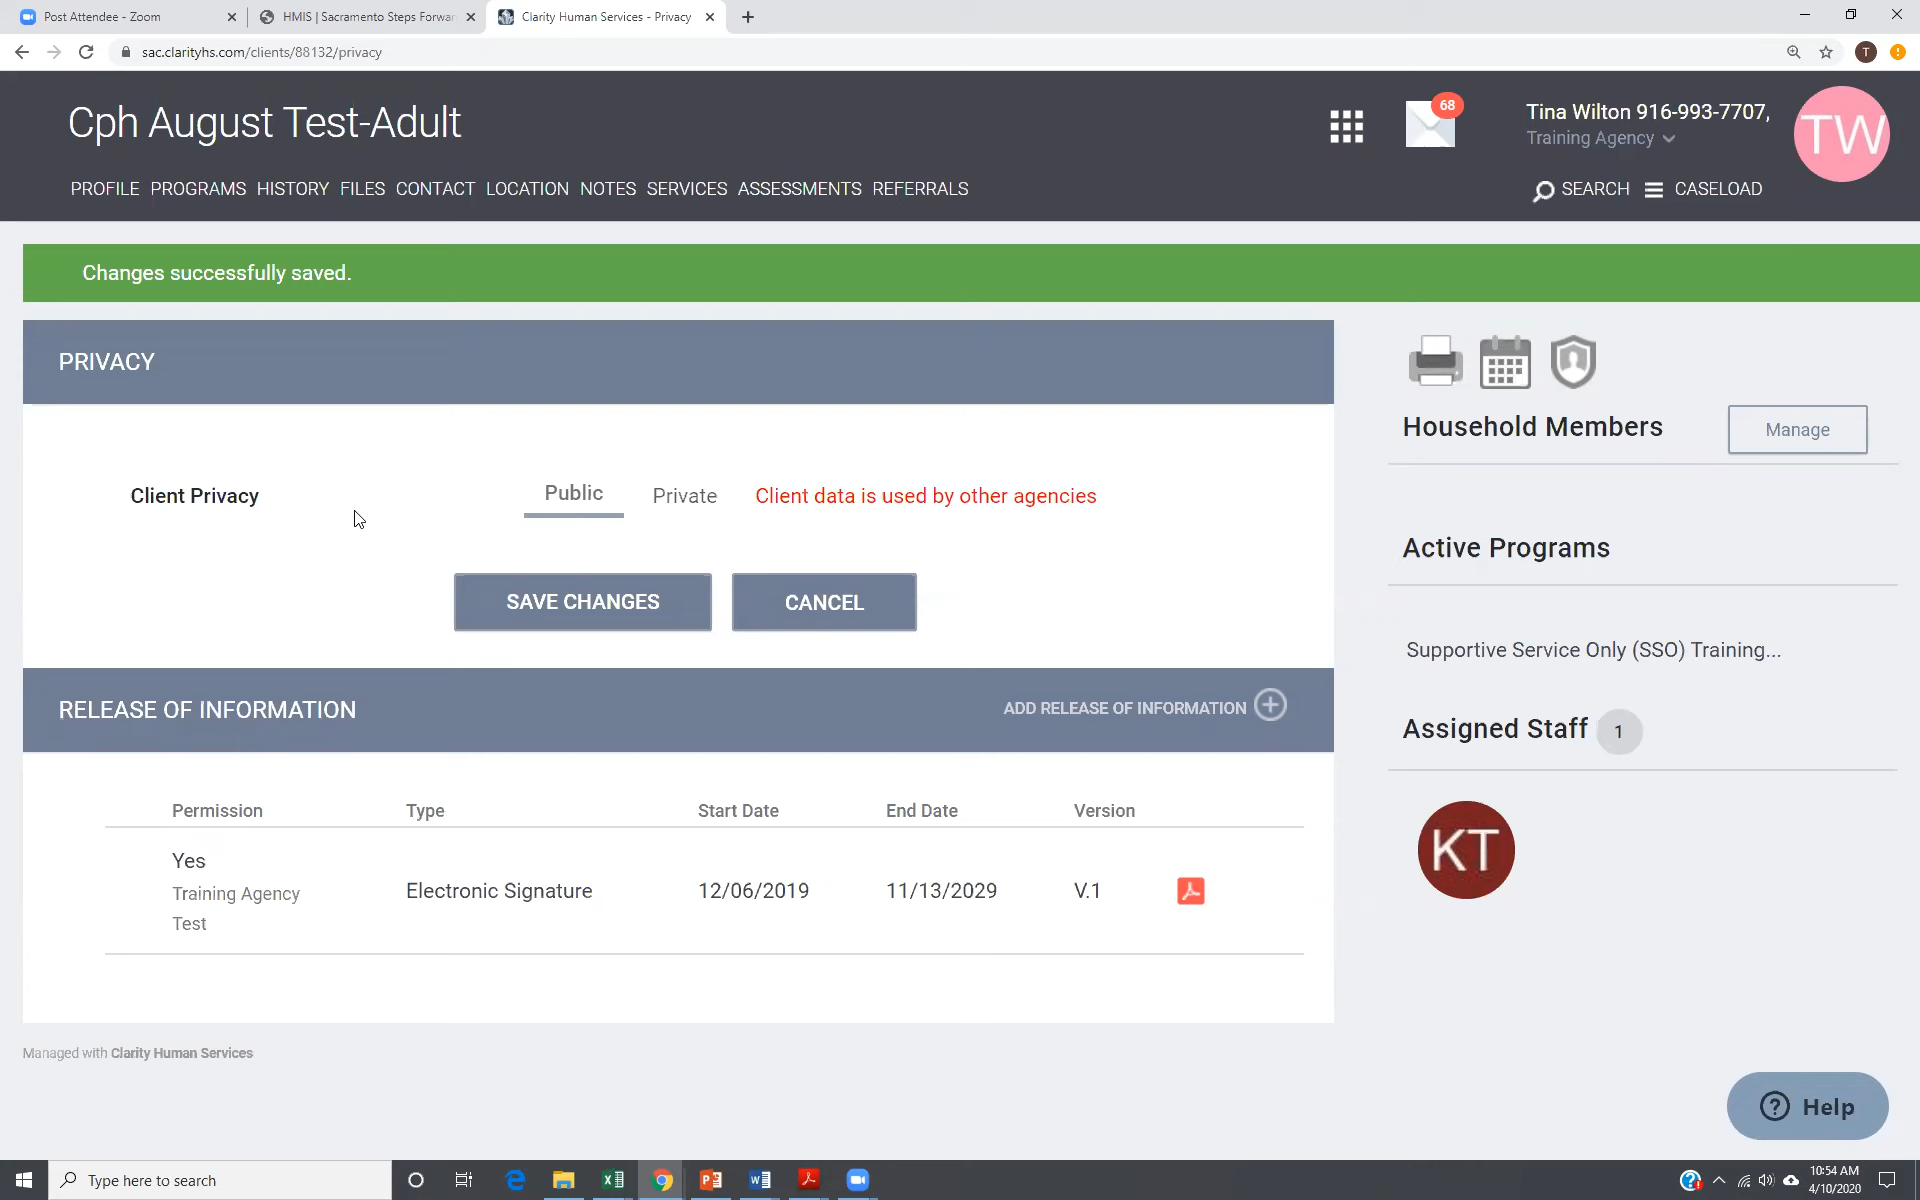 Post Attendee - Zoom
HMIS | Sacramento Steps Forwar
Clarity Human Services - Privacy
sac.clarityhs.com/clients/88132/privacy
T
Cph August Test-Adult
68
Tina Wilton 916-993-7707,
Training Agency
TW
PROFILE PROGRAMS HISTORY FILES CONTACT LOCATION NOTES SERVICES ASSESSMENTS REFERRALS
SEARCH CASELOAD
Changes successfully saved.
PRIVACY
Household Members
Manage
Client Privacy
Public Private Client data is used by other agencies
Active Programs
SAVE CHANGES CANCEL
Supportive Service Only (SSO) Training...
RELEASE OF INFORMATION
ADD RELEASE OF INFORMATION
Assigned Staff 1
Permission Type Start Date End Date Version
Yes
Training Agency
Test
Electronic Signature 12/06/2019 11/13/2029 V.1
KT
Managed with Clarity Human Services
Help
Type here to search
10:54 AM
4/10/2020